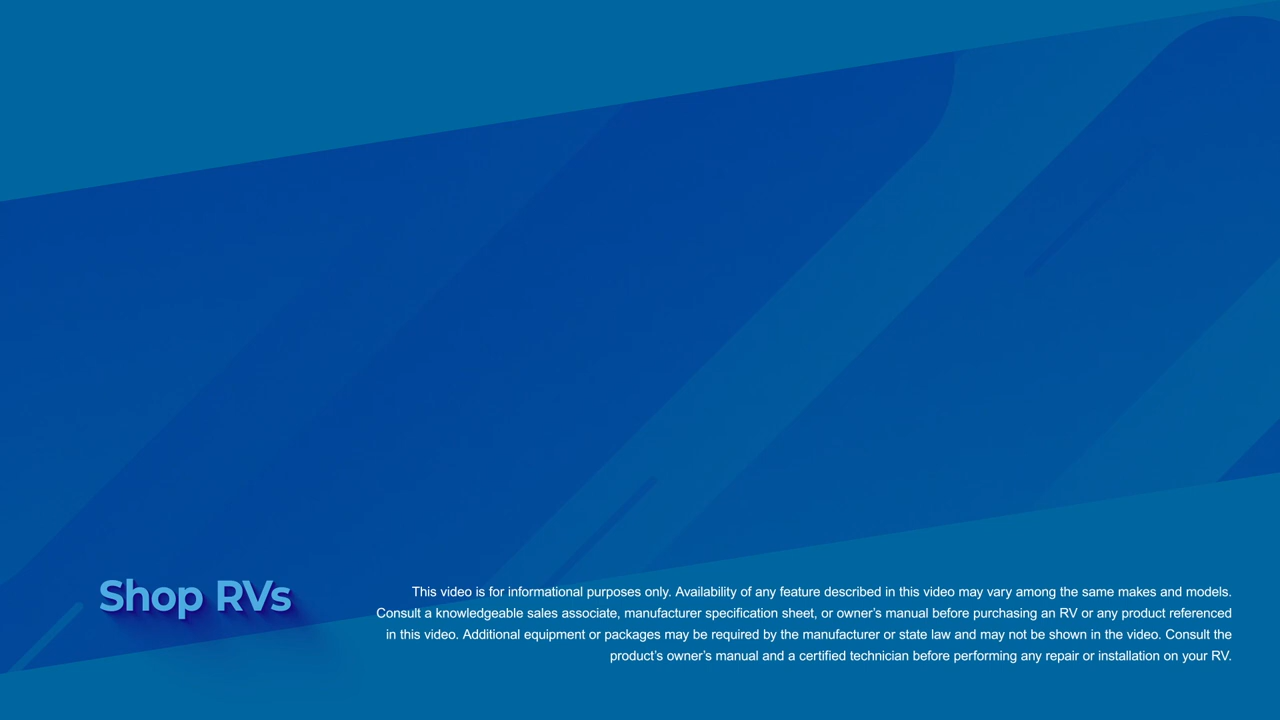 Shop RVs
This video is for informational purposes only. Availability of any feature described in this video may vary among the same makes and models.
Consult a knowledgeable sales associate, manufacturer specification sheet, or owner’s manual before purchasing an RV or any product referenced
in this video. Additional equipment or packages may be required by the manufacturer or state law and may not be shown in the video. Consult the
product’s owner’s manual and a certified technician before performing any repair or installation on your RV.